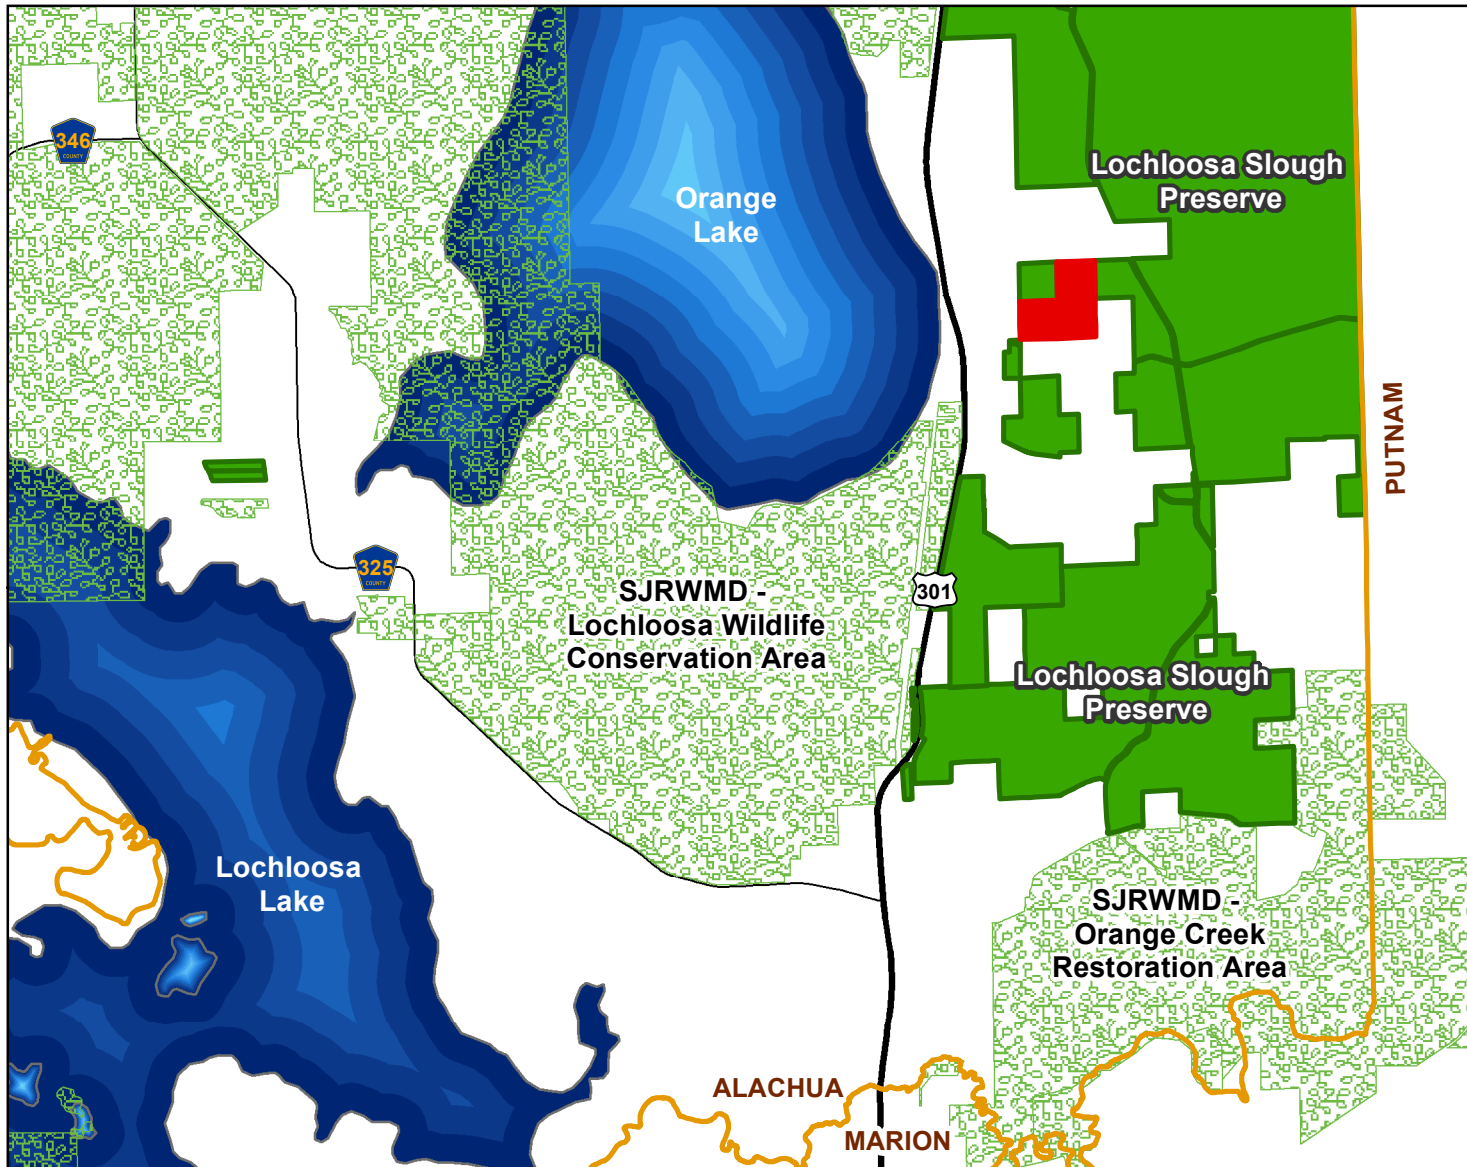 346
COUNTY
Orange
Lake
Lochloosa Slough
Preserve
PUTNAM
325
COUNTY
SJRWMD -
Lochloosa Wildlife
Conservation Area
301
Lochloosa Slough
Preserve
Lochloosa
Lake
SJRWMD -
Orange Creek
Restoration Area
ALACHUA
MARION